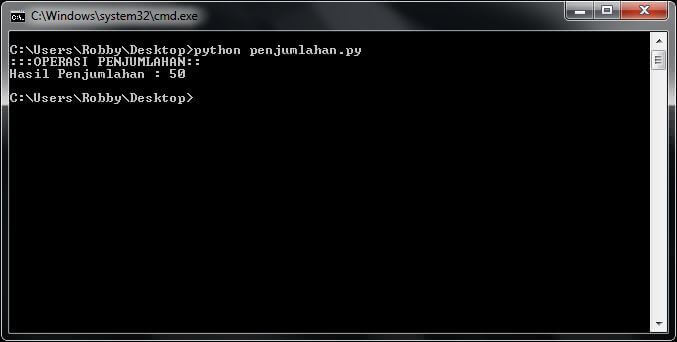 C:\Windows\system32\cmd.exe
C:\Users\Robby\Desktop>python penjumlahan.py
:::OPERASI PENJUMLAHAN::
Hasil Penjumlahan : 50
C:\Users\Robby\Desktop>